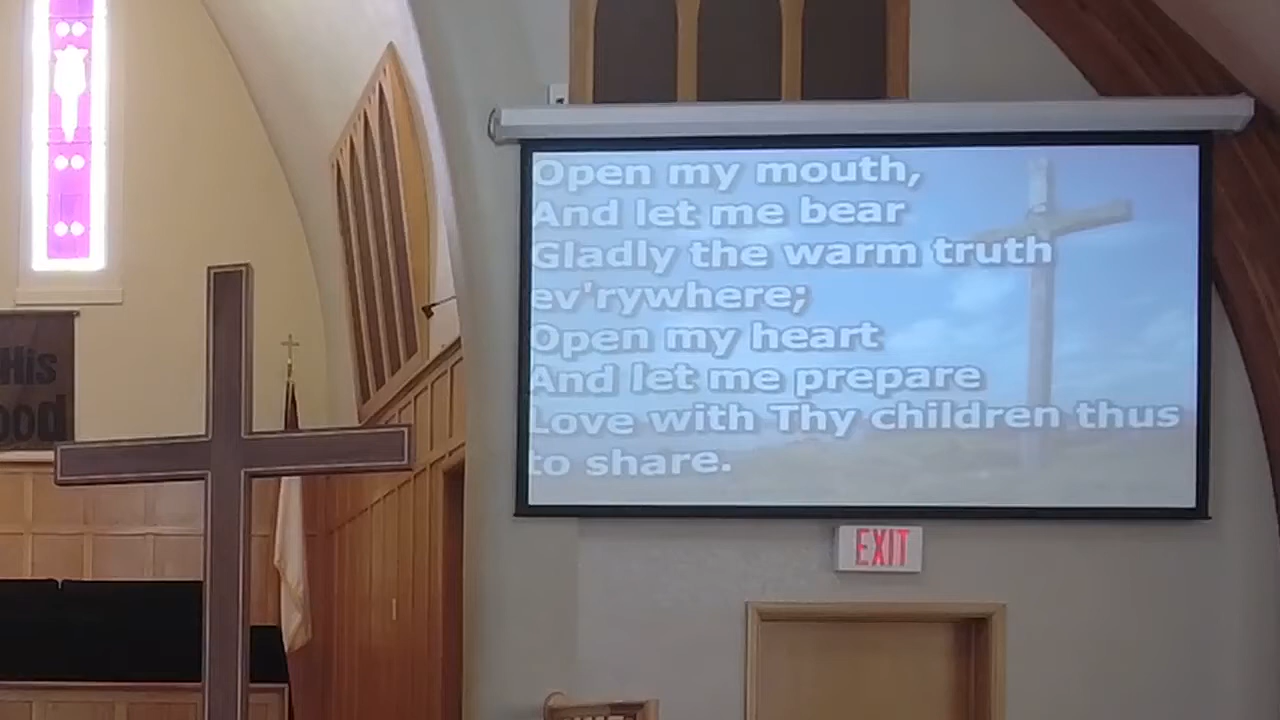 Open my mouth,
And let me bear
Gladly the warm truth
ev'rywhere;
Open my heart
And let me prepare
Love with Thy children thus
to share.
EXIT
His
ood